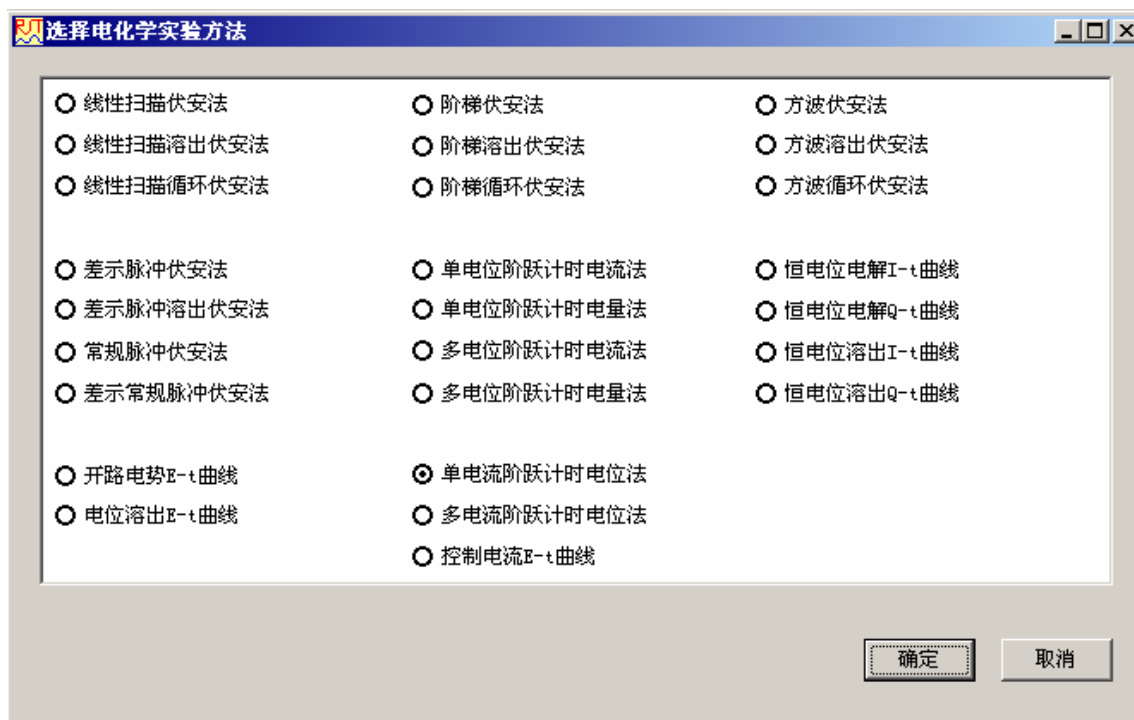 选择电化学实验方法
线性扫描伏安法
阶梯伏安法
方波伏安法
线性扫描溶出伏安法
阶梯溶出伏安法
方波溶出伏安法
线性扫描循环伏安法
阶梯循环伏安法
方波循环伏安法
差示脉冲伏安法
单电位阶跃计时电流法
恒电位电解I-t曲线
差示脉冲溶出伏安法
单电位阶跃计时电量法
恒电位电解Q-t曲线
常规脉冲伏安法
多电位阶跃计时电流法
恒电位溶出I-t曲线
差示常规脉冲伏安法
多电位阶跃计时电量法
恒电位溶出Q-t曲线
开路电势E-t曲线
单电流阶跃计时电位法
电位溶出E-t曲线
多电流阶跃计时电位法
控制电流E-t曲线
确定
取消